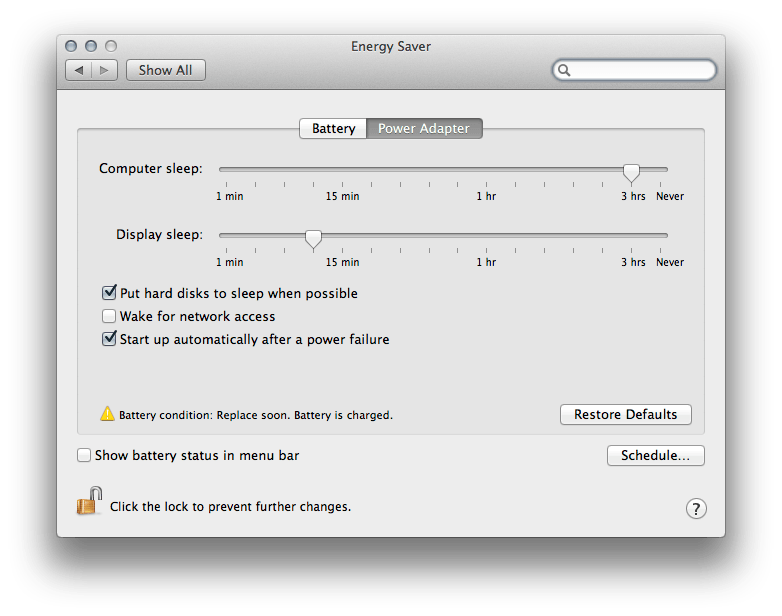 Energy Saver
Show All
Battery Power Adapter
Computer sleep:
1 min 15 min 1 hr 3 hrs Never
Display sleep:
1 min 15 min 1 hr 3 hrs Never
Put hard disks to sleep when possible
Wake for network access
Start up automatically after a power failure
Battery condition: Replace soon. Battery is charged. Restore Defaults
Show battery status in menu bar Schedule...
Click the lock to prevent further changes. ?